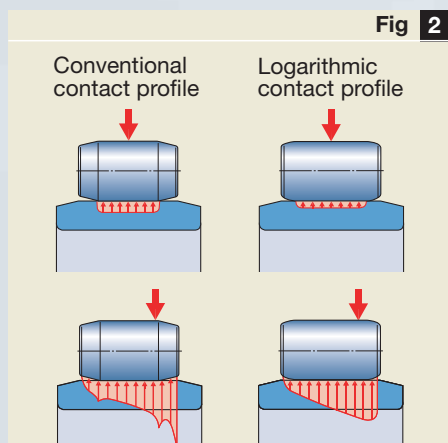 Fig 2
Conventional
contact profile
Logarithmic
contact profile